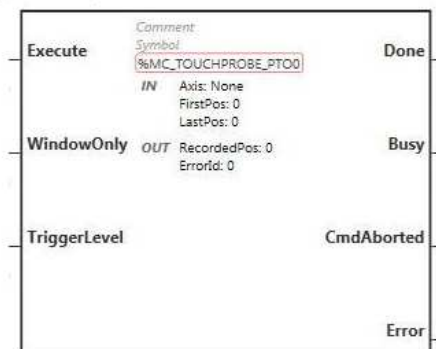 Comment
Execute
Symbol
Done
%MC_TOUCHPROBE_PTO0
IN Axis: None
FirstPos: 0
LastPos: 0
WindowOnly
OUT RecordedPos: 0
Busy
ErrorId: 0
TriggerLevel
CmdAborted
Error